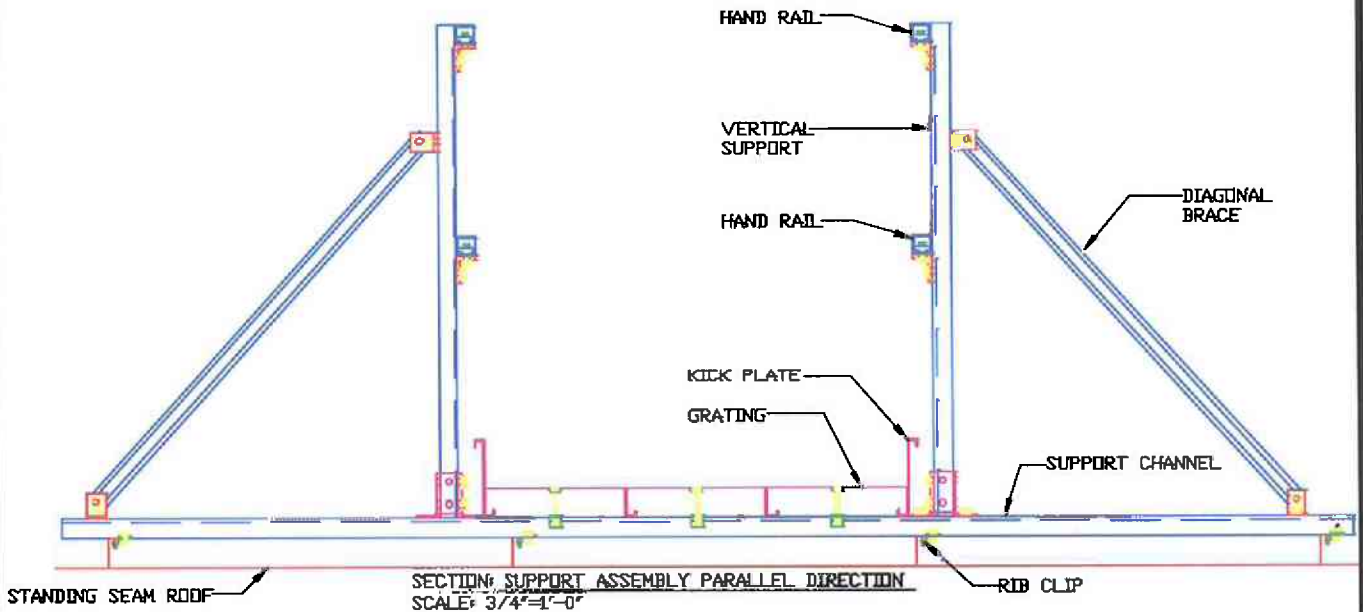 HAND RAIL
VERTICAL
SUPPORT
DIAGONAL
BRACE
HAND RAIL
KICK PLATE
GRATING
SUPPORT CHANNEL
SECTION: SUPPORT ASSEMBLY PARALLEL DIRECTION
SCALE: 3/4"=1'-0"
RIB CLIP
STANDING SEAM ROOF